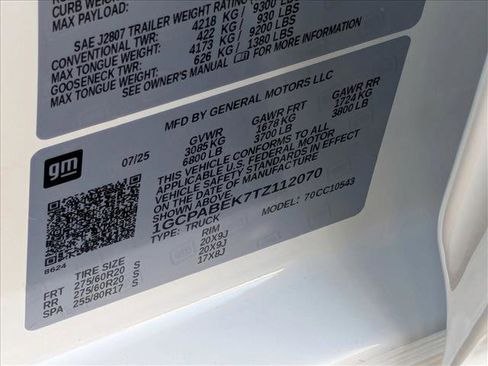 CURB WEIGHT
MAX PAYLOAD:
SAE J2807 TRAILER WEIGHT RATING
CONVENTIONAL TWR: 4218 KG / 9300 LBS
MAX TONGUE WEIGHT: 422 KG / 930 LBS
GOOSENECK TWR: 4173 KG / 9200 LBS
MAX TONGUE WEIGHT: 626 KG / 1380 LBS
SEE OWNER'S MANUAL FOR MORE INFORMATION
gm
07/25
MFD BY GENERAL MOTORS LLC
GVWR GAWR FRT GAWR RR
3085 KG 1678 KG 1724 KG
6800 LB 3700 LB 3800 LB
THIS VEHICLE CONFORMS TO ALL
APPLICABLE U.S. FEDERAL MOTOR
VEHICLE SAFETY STANDARDS IN EFFECT
ON THE DATE OF MANUFACTURE
SHOWN ABOVE.
1GCPABEK7TZ112070
TYPE: TRUCK MODEL: 70CC10543
8624
TIRE SIZE RIM
FRT 275/60R20 S 20X9J
RR 275/60R20 S 20X9J
SPA 255/80R17 S 17X8J